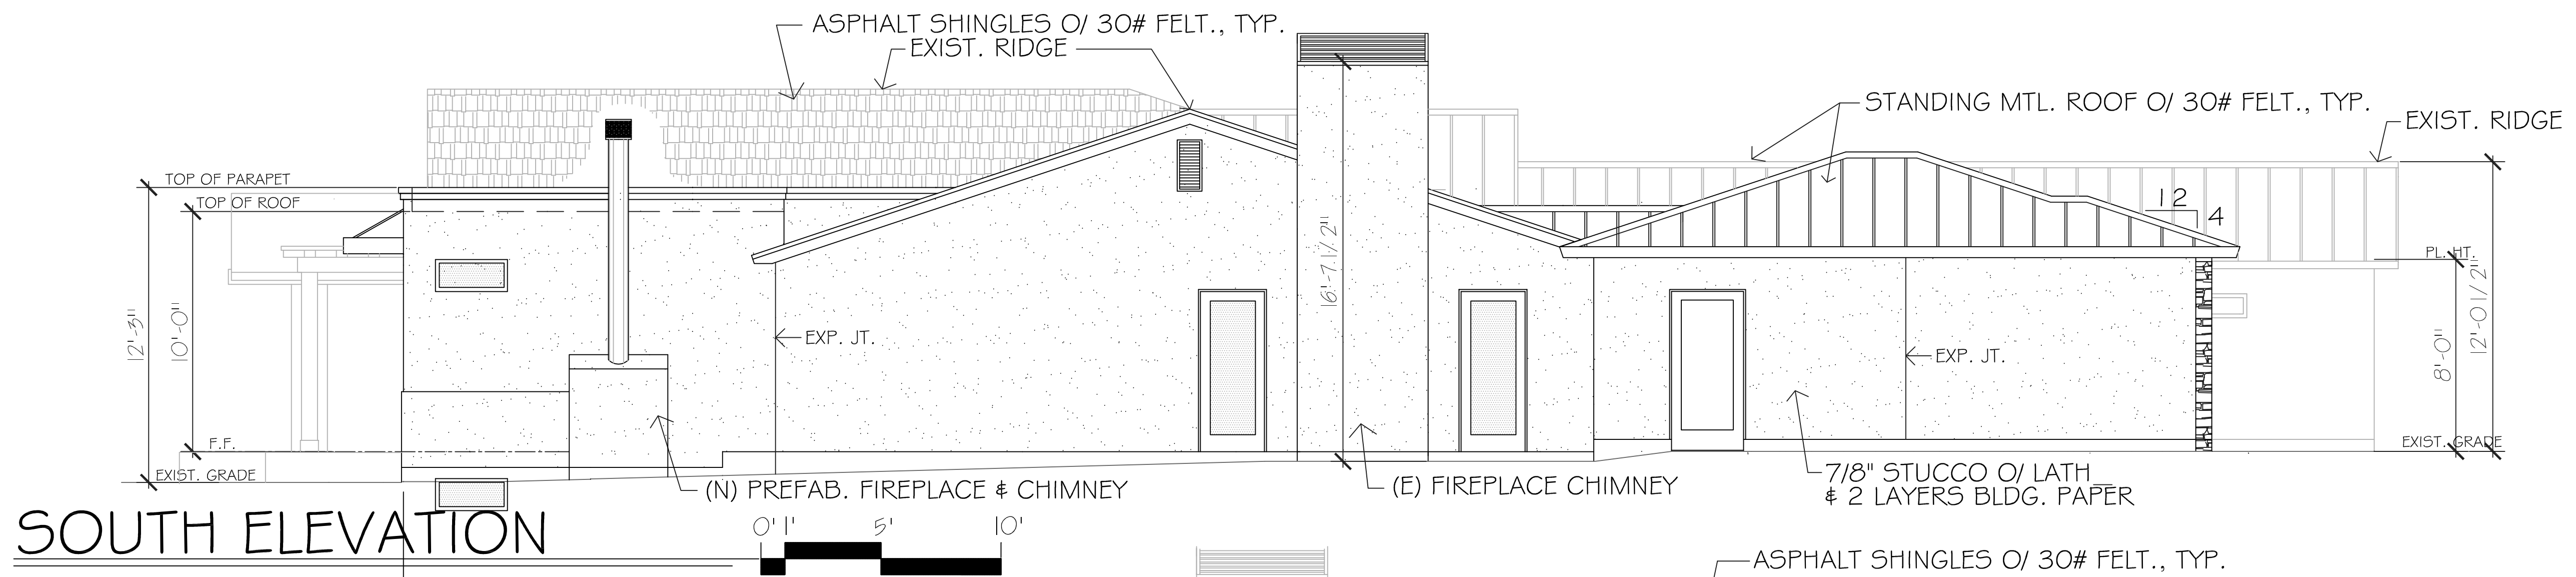 ASPHALT SHINGLES O/ 30# FELT., TYP.
EXIST. RIDGE
STANDING MTL. ROOF O/ 30# FELT., TYP.
EXIST. RIDGE
TOP OF PARAPET
TOP OF ROOF
12
4
PL. HT.
12'-3"
10'-0"
16'-7 1/2"
8'-0"
12'-0 1/2"
EXP. JT.
EXP. JT.
F.F.
EXIST. GRADE
EXIST. GRADE
(N) PREFAB. FIREPLACE & CHIMNEY
(E) FIREPLACE CHIMNEY
7/8" STUCCO O/ LATH
& 2 LAYERS BLDG. PAPER
SOUTH ELEVATION
0' 1' 5' 10'
ASPHALT SHINGLES O/ 30# FELT., TYP.